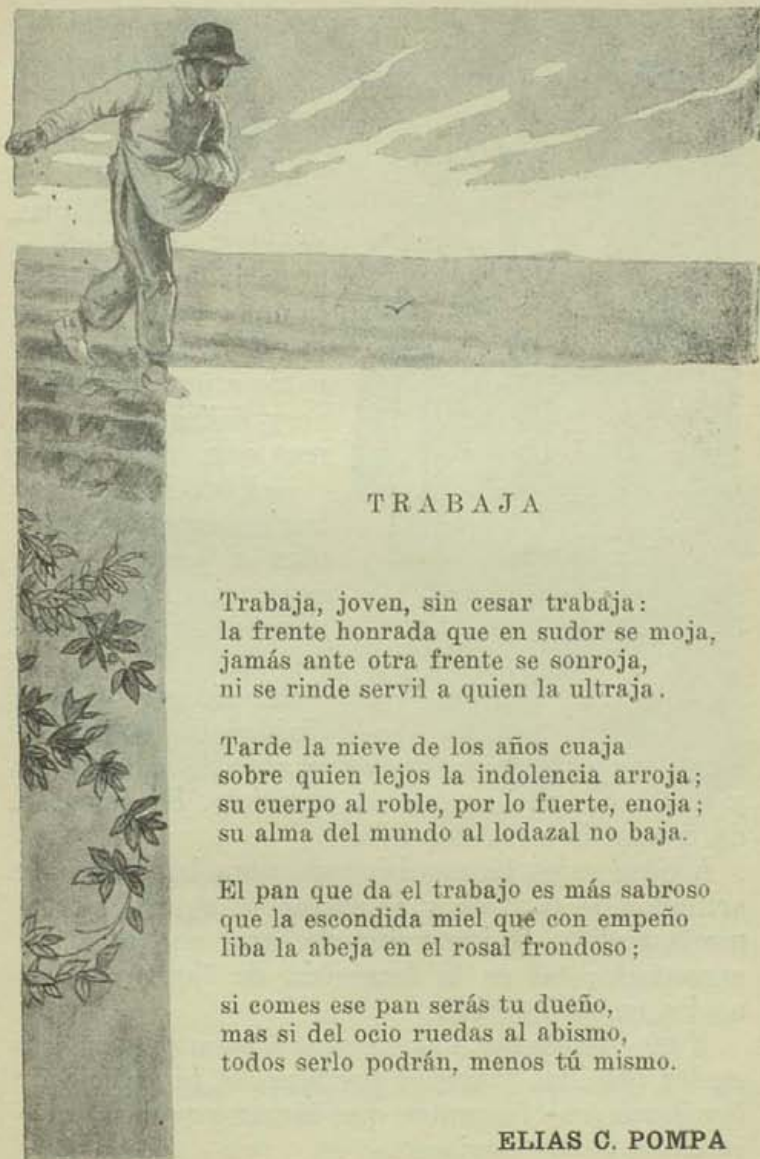 TRABAJA
Trabaja, joven, sin cesar trabaja:
la frente honrada que en sudor se moja,
jamás ante otra frente se sonroja,
ni se rinde servil a quien la ultraja.
Tarde la nieve de los años cuaja
sobre quien lejos la indolencia arroja;
su cuerpo al roble, por lo fuerte, enoja;
su alma del mundo al lodazal no baja.
El pan que da el trabajo es más sabroso
que la escondida miel que con empeño
liba la abeja en el rosal frondoso;
si comes ese pan serás tu dueño,
mas si del ocio ruedas al abismo,
todos serlo podrán, menos tú mismo.
ELIAS C. POMPA